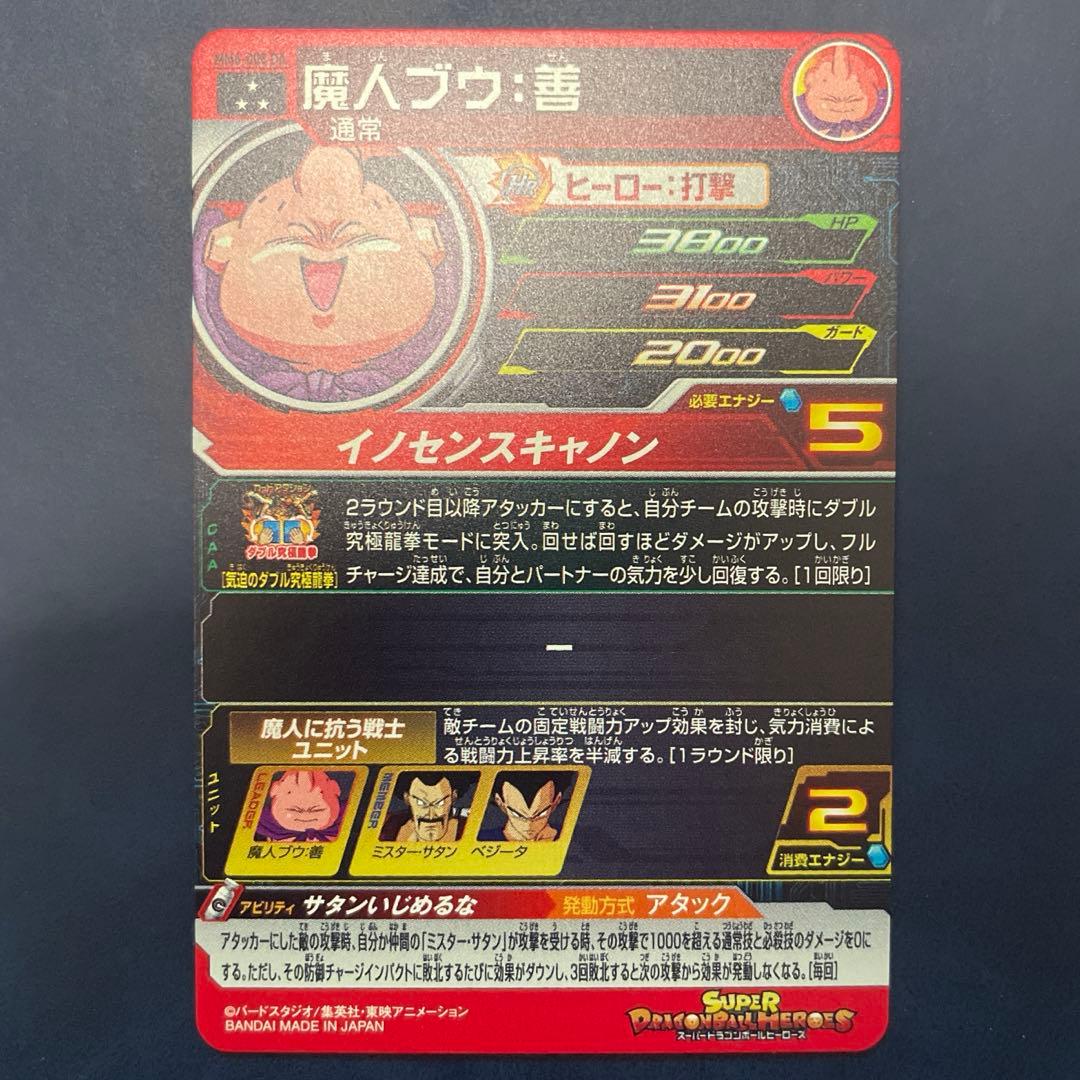 魔人ブウ:善
通常
HR
ヒーロー:打撃
HP
3800
パワー
3100
ガード
2000
必要エナジー
5
イノセンスキャノン
CAA
カードアクション
ダブル究極龍拳
[気迫のダブル究極龍拳]
2ラウンド目以降アタッカーにすると、自分チームの攻撃時にダブル
究極龍拳モードに突入。回せば回すほどダメージがアップし、フル
チャージ達成で、自分とパートナーの気力を少し回復する。[1回限り]
ー
ユニット
魔人に抗う戦士
ユニット
敵チームの固定戦闘力アップ効果を封じ、気力消費によ
る戦闘力上昇率を半減する。[1ラウンド限り]
LEADER
魔人ブウ:善
MEMBER
ミスター・サタン
ベジータ
2
消費エナジー
アビリティ サタンいじめるな
発動方式 アタック
アタッカーにした敵の攻撃時、自分か仲間の「ミスター・サタン」が攻撃を受ける時、その攻撃で1000を超える通常技と必殺技のダメージを0に
する。ただし、その防御チャージインパクトに敗北するたびに効果がダウンし、3回敗北すると次の攻撃から効果が発動しなくなる。[毎回]
©バードスタジオ/集英社・東映アニメーション
BANDAI MADE IN JAPAN
SUPER
DRAGONBALL HEROES
スーパードラゴンボールヒーローズ